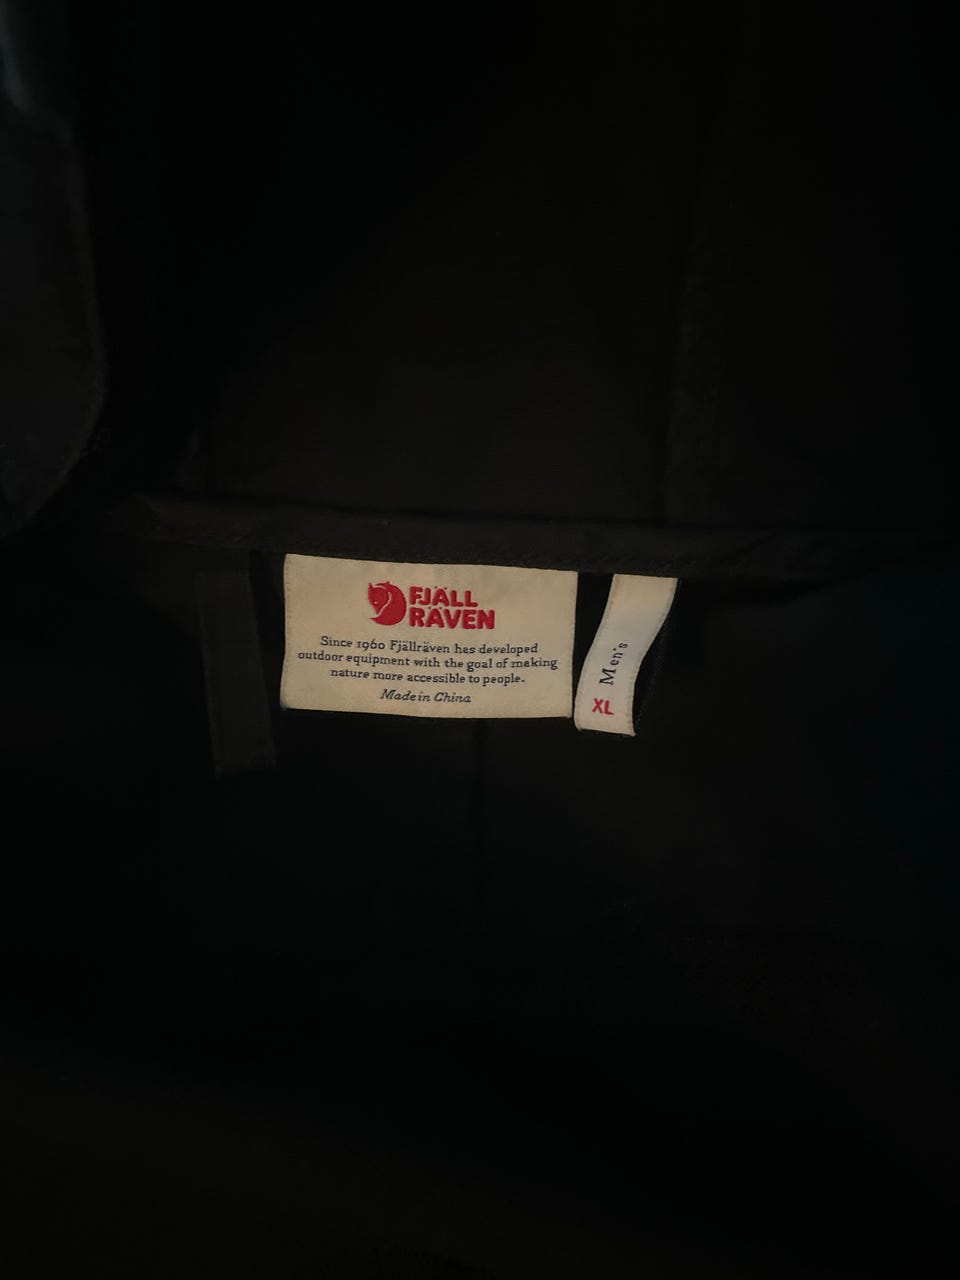 FJÄLL
RÄVEN
Since 1960 Fjällräven has developed
outdoor equipment with the goal of making
nature more accessible to people.
Made in China
Men's
XL